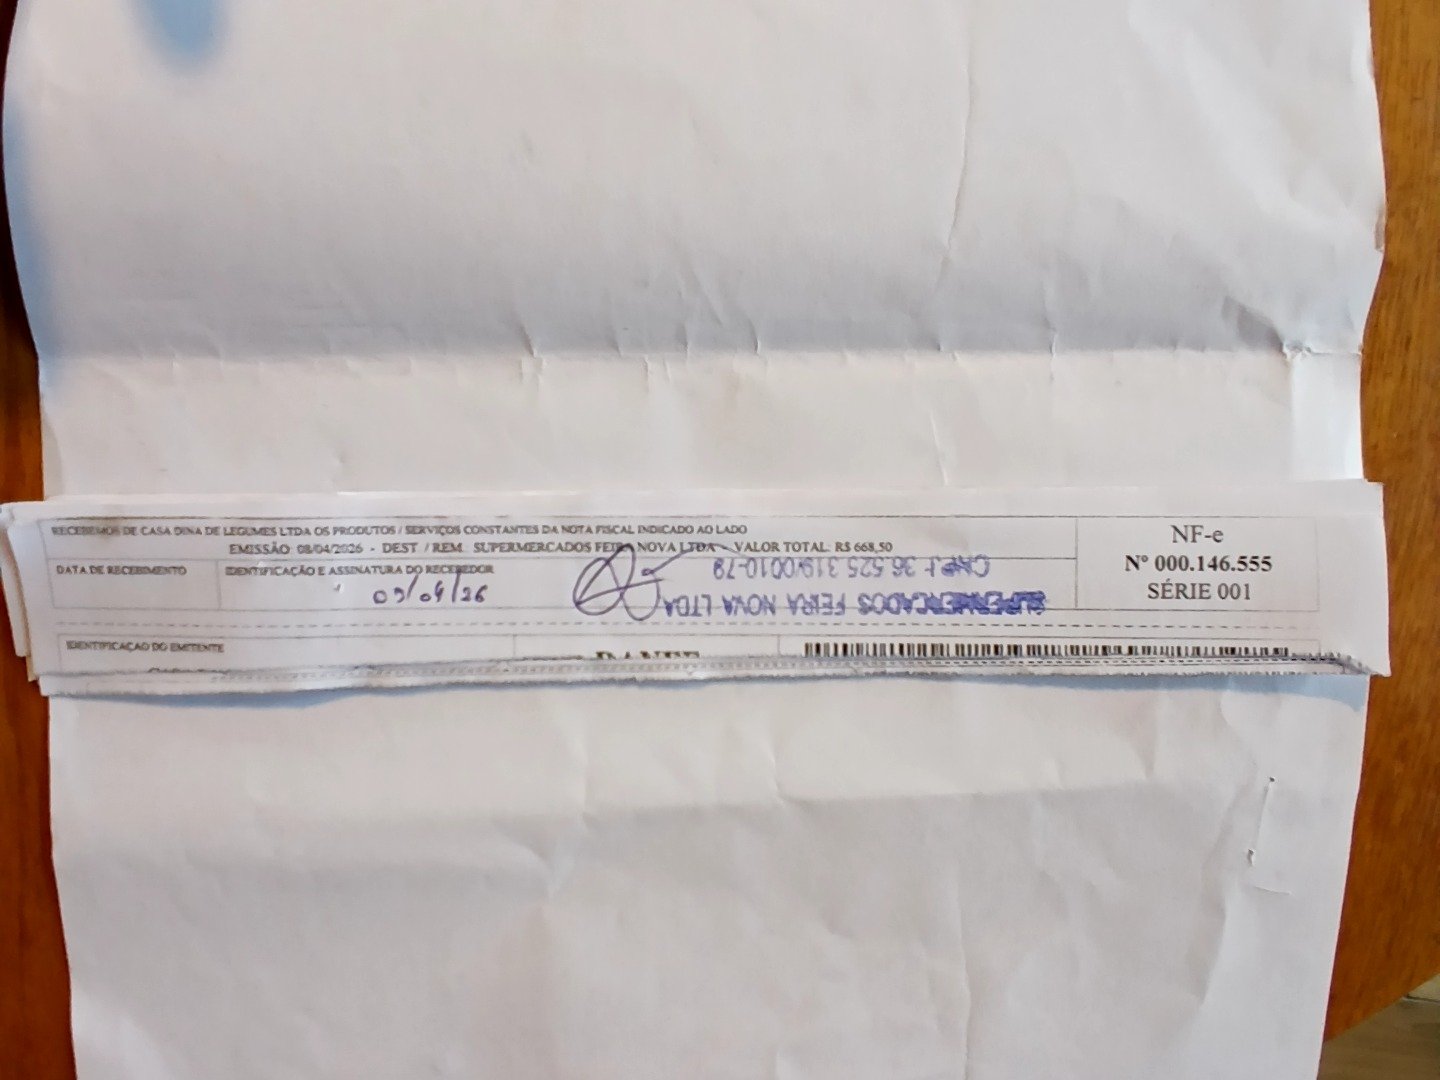 RECEBEMOS DE CASA DINA DE LEGUMES LTDA OS PRODUTOS / SERVIÇOS CONSTANTES DA NOTA FISCAL INDICADO AO LADO
EMISSÃO: 08/04/2026 - DEST / REM: SUPERMERCADOS FEIRA NOVA LTDA - VALOR TOTAL: R$ 668,50
DATA DE RECEBIMENTO
IDENTIFICAÇÃO E ASSINATURA DO RECEBEDOR
09/04/26
SUPERMERCADOS FEIRA NOVA LTDA
CNPJ: 36.525.319/0010-79
NF-e
Nº 000.146.555
SÉRIE 001
IDENTIFICAÇÃO DO EMITENTE
DANFE